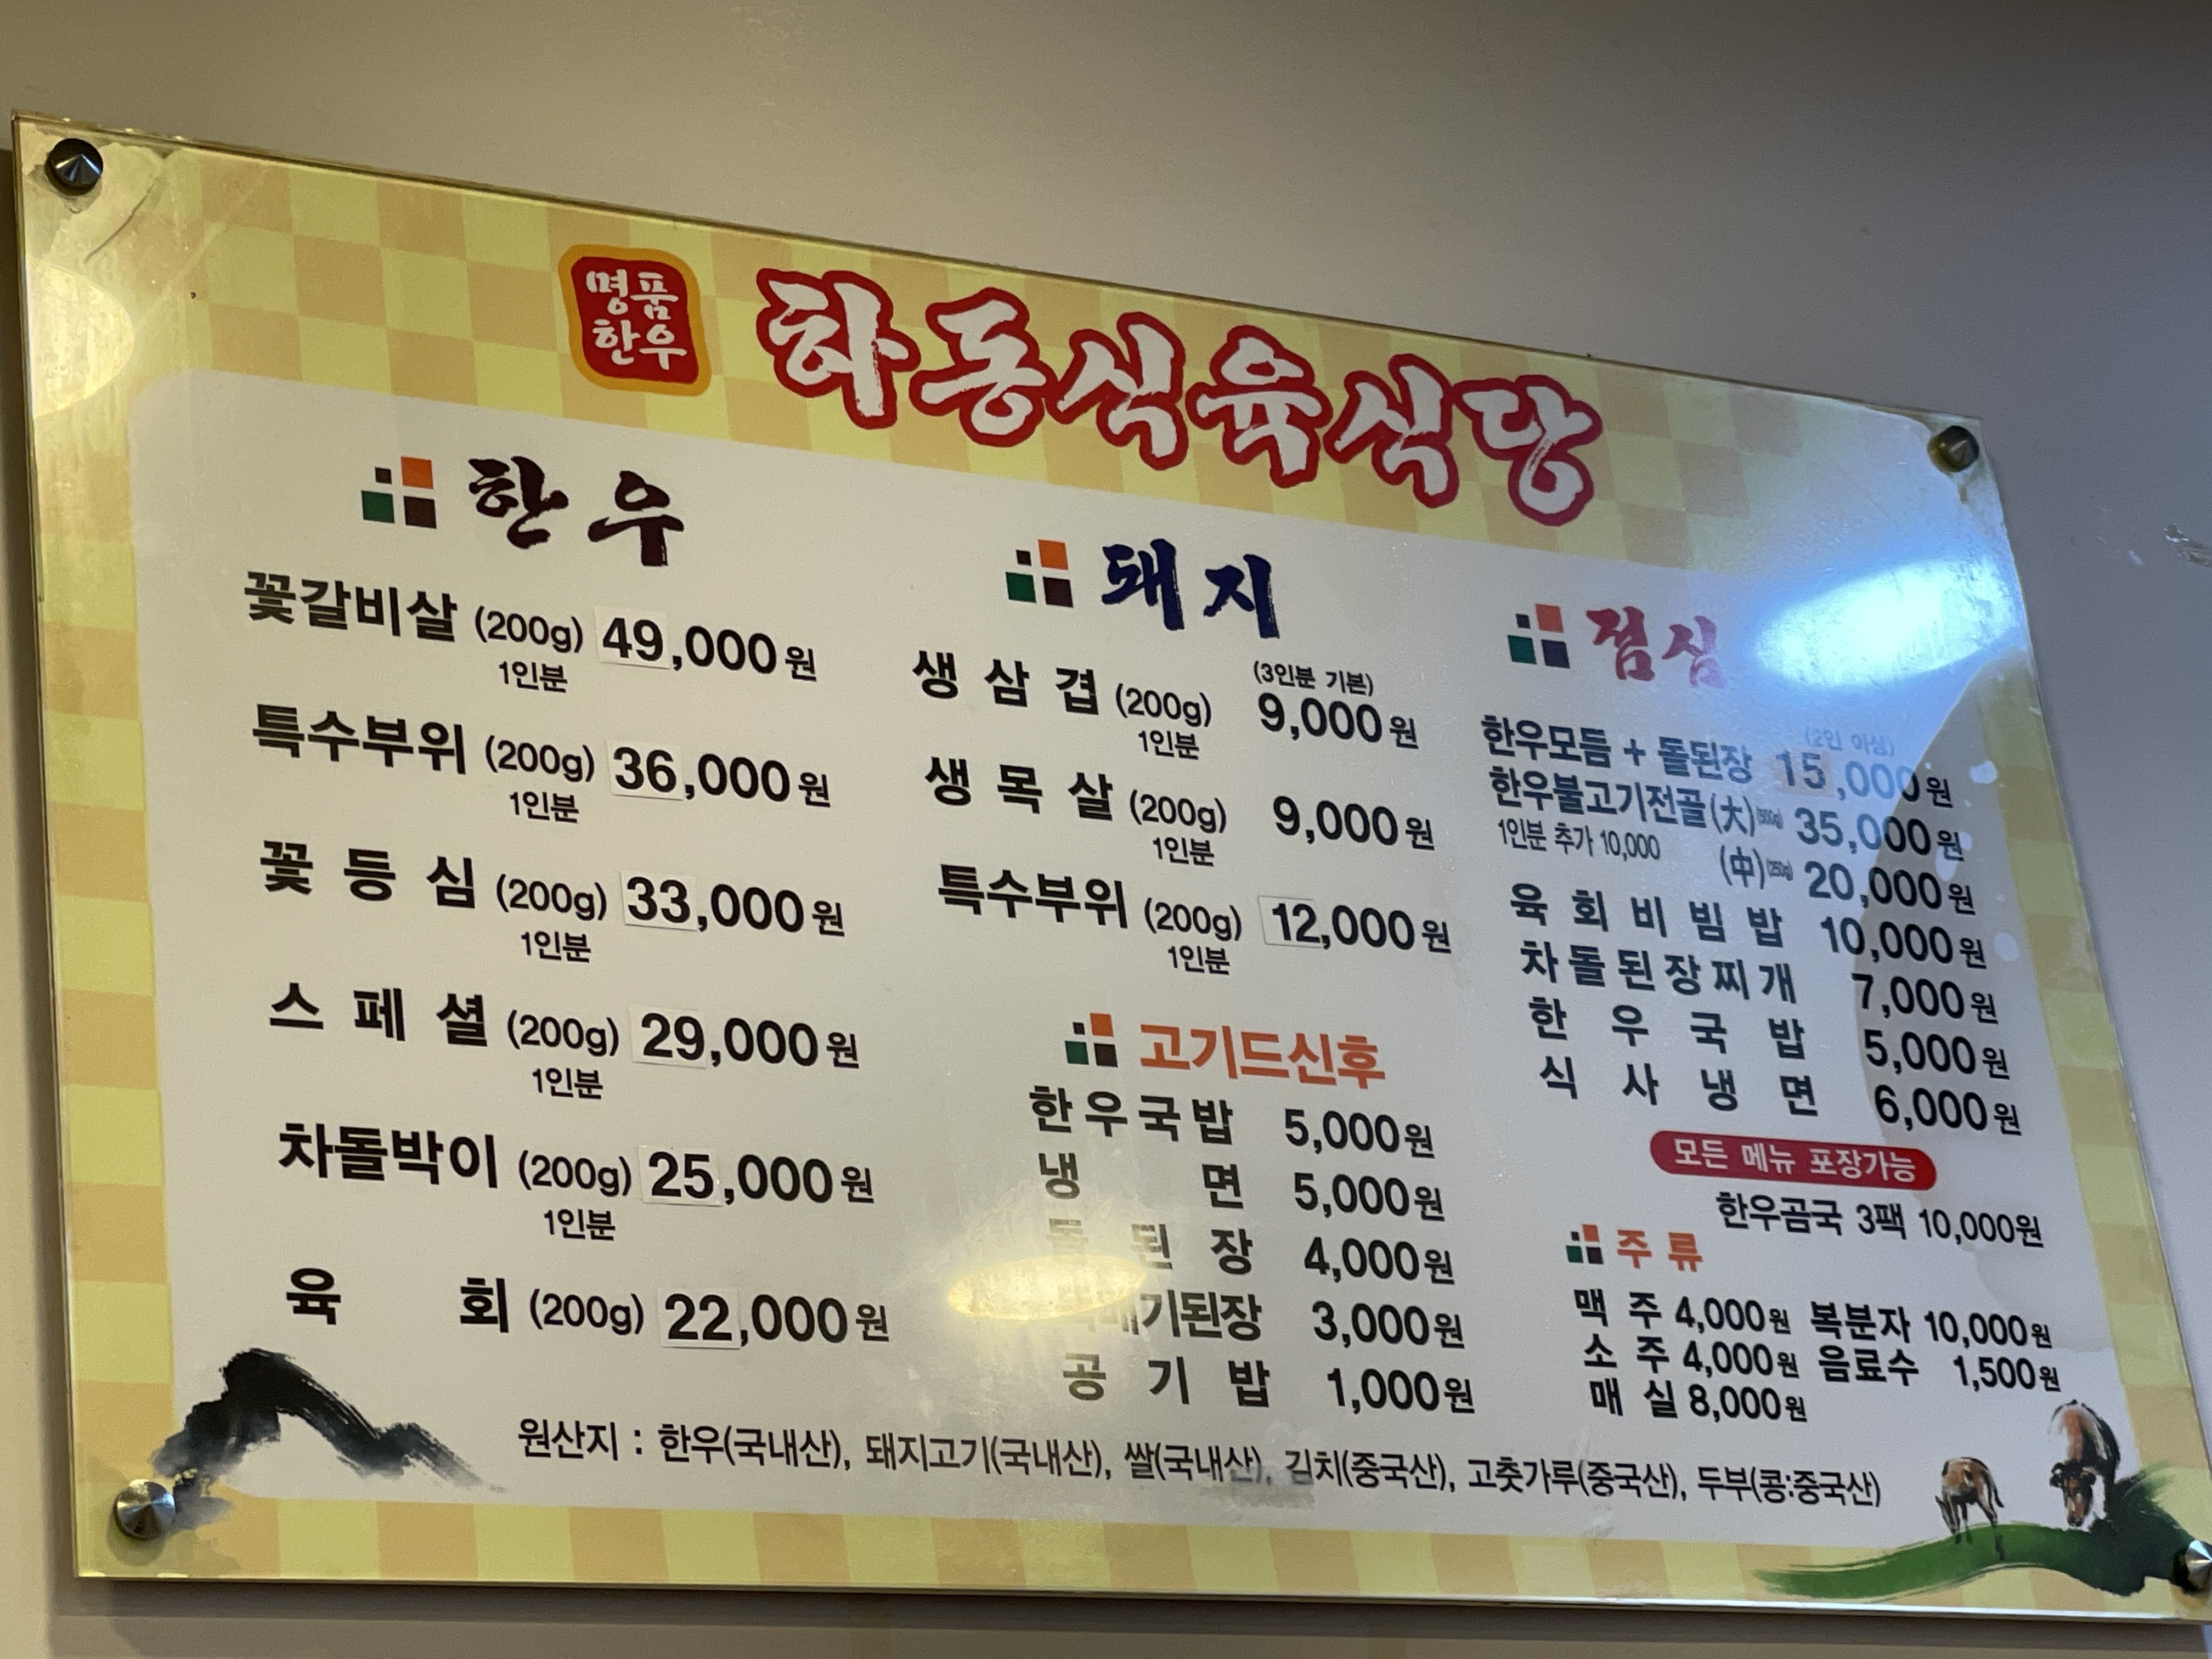 명품
한우
하동식육식당
한우
꽃갈비살 (200g) 49,000원
1인분
특수부위 (200g) 36,000원
1인분
꽃등심 (200g) 33,000원
1인분
스페셜 (200g) 29,000원
1인분
차돌박이 (200g) 25,000원
1인분
육회 (200g) 22,000원
돼지
(3인분 기본)
생삼겹 (200g) 9,000원
1인분
생목살 (200g) 9,000원
1인분
특수부위 (200g) 12,000원
1인분
고기드신후
한우국밥 5,000원
냉면 5,000원
돌된장 4,000원
뚝배기된장 3,000원
공기밥 1,000원
점심
(2인 이상)
한우모듬 + 돌된장 15,000원
한우불고기전골(大) 35,000원
1인분 추가 10,000 (中)(250g) 20,000원
육회비빔밥 10,000원
차돌된장찌개 7,000원
한우국밥 5,000원
식사냉면 6,000원
모든 메뉴 포장가능
한우곰국 3팩 10,000원
주류
맥주 4,000원 복분자 10,000원
소주 4,000원 음료수 1,500원
매실 8,000원
원산지 : 한우(국내산), 돼지고기(국내산), 쌀(국내산), 김치(중국산), 고춧가루(중국산), 두부(콩:중국산)